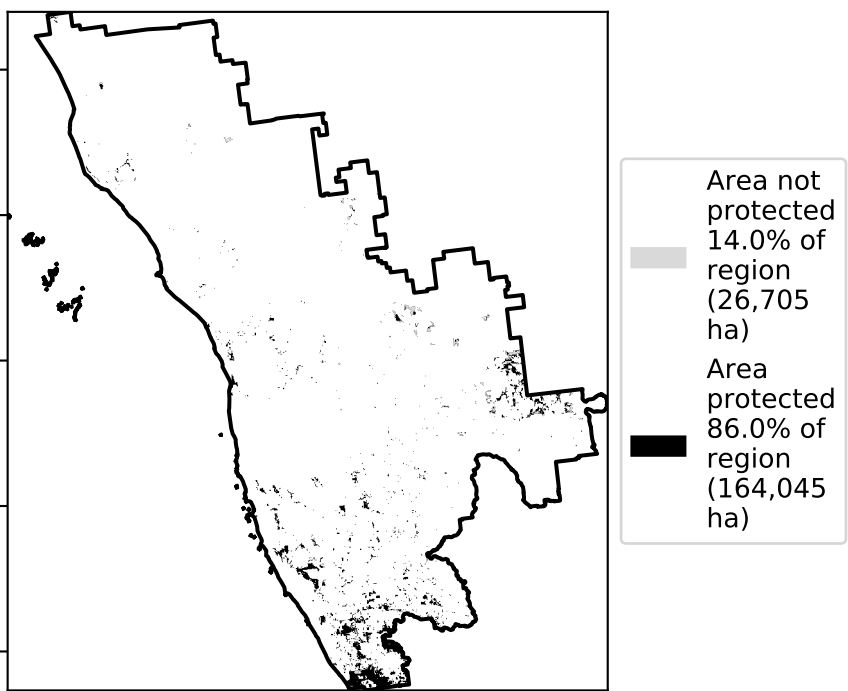 Area not
protected
14.0% of
region
(26,705
ha)
Area
protected
86.0% of
region
(164,045
ha)